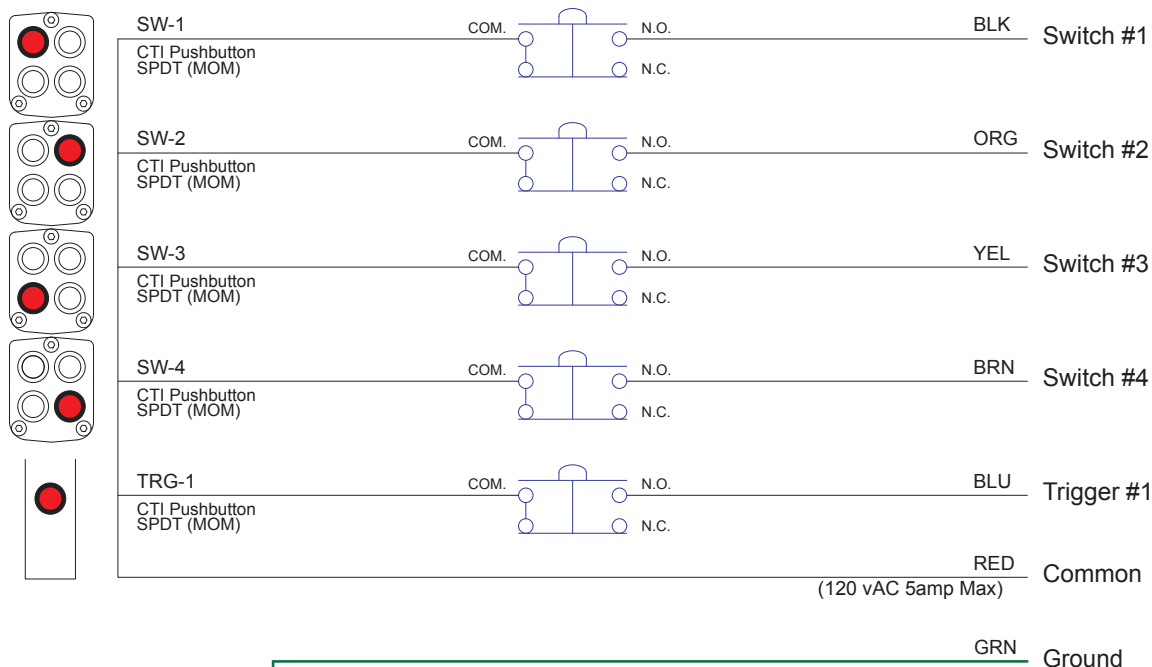 SW-1 COM. N.O. BLK Switch #1
CTI Pushbutton
SPDT (MOM) N.C.
SW-2 COM. N.O. ORG Switch #2
CTI Pushbutton
SPDT (MOM) N.C.
SW-3 COM. N.O. YEL Switch #3
CTI Pushbutton
SPDT (MOM) N.C.
SW-4 COM. N.O. BRN Switch #4
CTI Pushbutton
SPDT (MOM) N.C.
TRG-1 COM. N.O. BLU Trigger #1
CTI Pushbutton
SPDT (MOM) N.C.
RED Common
(120 vAC 5amp Max)
GRN Ground